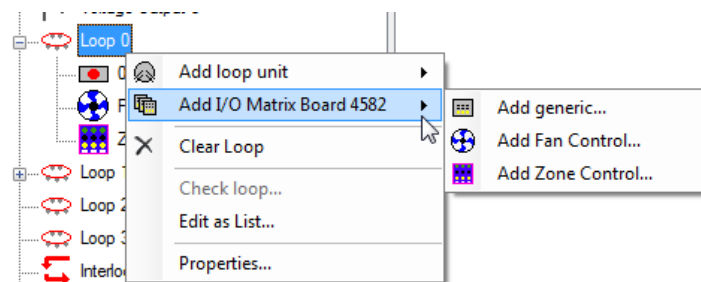 Loop 0
Add loop unit
Add I/O Matrix Board 4582
Add generic...
Add Fan Control...
Add Zone Control...
Clear Loop
Loop
Check loop...
Loop 2
Edit as List...
Loop 3
Properties...
Interlo